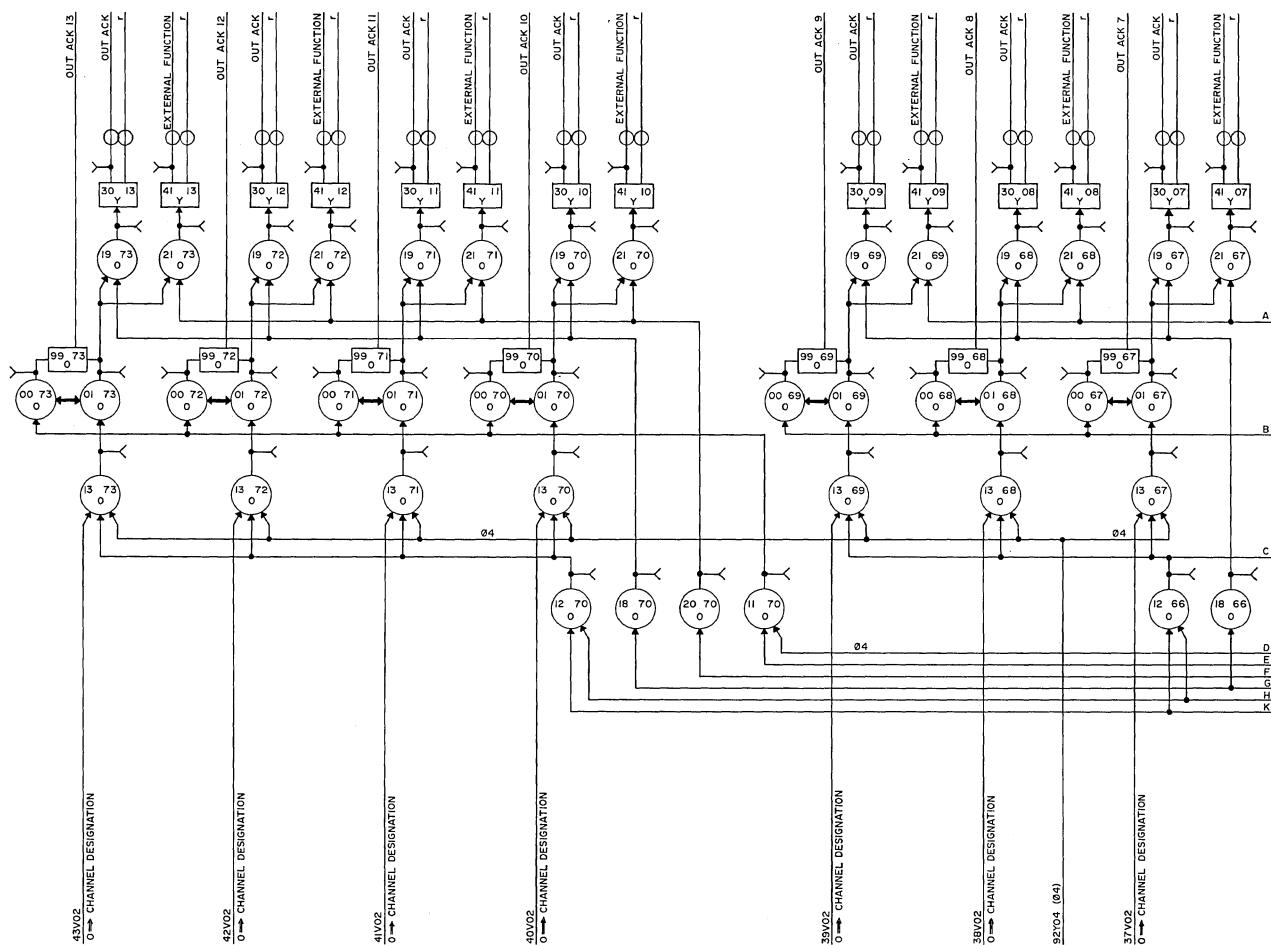 OUT ACK 13
OUT ACK
r
EXTERNAL FUNCTION
r
OUT ACK 12
OUT ACK
r
EXTERNAL FUNCTION
r
OUT ACK 11
OUT ACK
r
EXTERNAL FUNCTION
r
OUT ACK 10
OUT ACK
r
EXTERNAL FUNCTION
r
OUT ACK 9
OUT ACK
r
EXTERNAL FUNCTION
r
OUT ACK 8
OUT ACK
r
EXTERNAL FUNCTION
r
OUT ACK 7
OUT ACK
r
EXTERNAL FUNCTION
r
30 13
Y
41 13
Y
30 12
Y
41 12
Y
30 11
Y
41 11
Y
30 10
Y
41 10
Y
30 09
Y
41 09
Y
30 08
Y
41 08
Y
30 07
Y
41 07
Y
19 73
0
21 73
0
19 72
0
21 72
0
19 71
0
21 71
0
19 70
0
21 70
0
19 69
0
21 69
0
19 68
0
21 68
0
19 67
0
21 67
0
A
99 73
0
99 72
0
99 71
0
99 70
0
99 69
0
99 68
0
99 67
0
00 73
0
01 73
0
00 72
0
01 72
0
00 71
0
01 71
0
00 70
0
01 70
0
00 69
0
01 69
0
00 68
0
01 68
0
00 67
0
01 67
0
B
13 73
0
13 72
0
13 71
0
13 70
0
13 69
0
13 68
0
13 67
0
Ø4
Ø4
C
12 70
0
18 70
0
20 70
0
11 70
0
12 66
0
18 66
0
Ø4
D
E
F
G
H
K
43V02
0→CHANNEL DESIGNATION
42V02
0→CHANNEL DESIGNATION
41V02
0→CHANNEL DESIGNATION
40V02
0→CHANNEL DESIGNATION
39V02
0→CHANNEL DESIGNATION
38V02
0→CHANNEL DESIGNATION
92Y04 (Ø4)
37V02
0→CHANNEL DESIGNATION